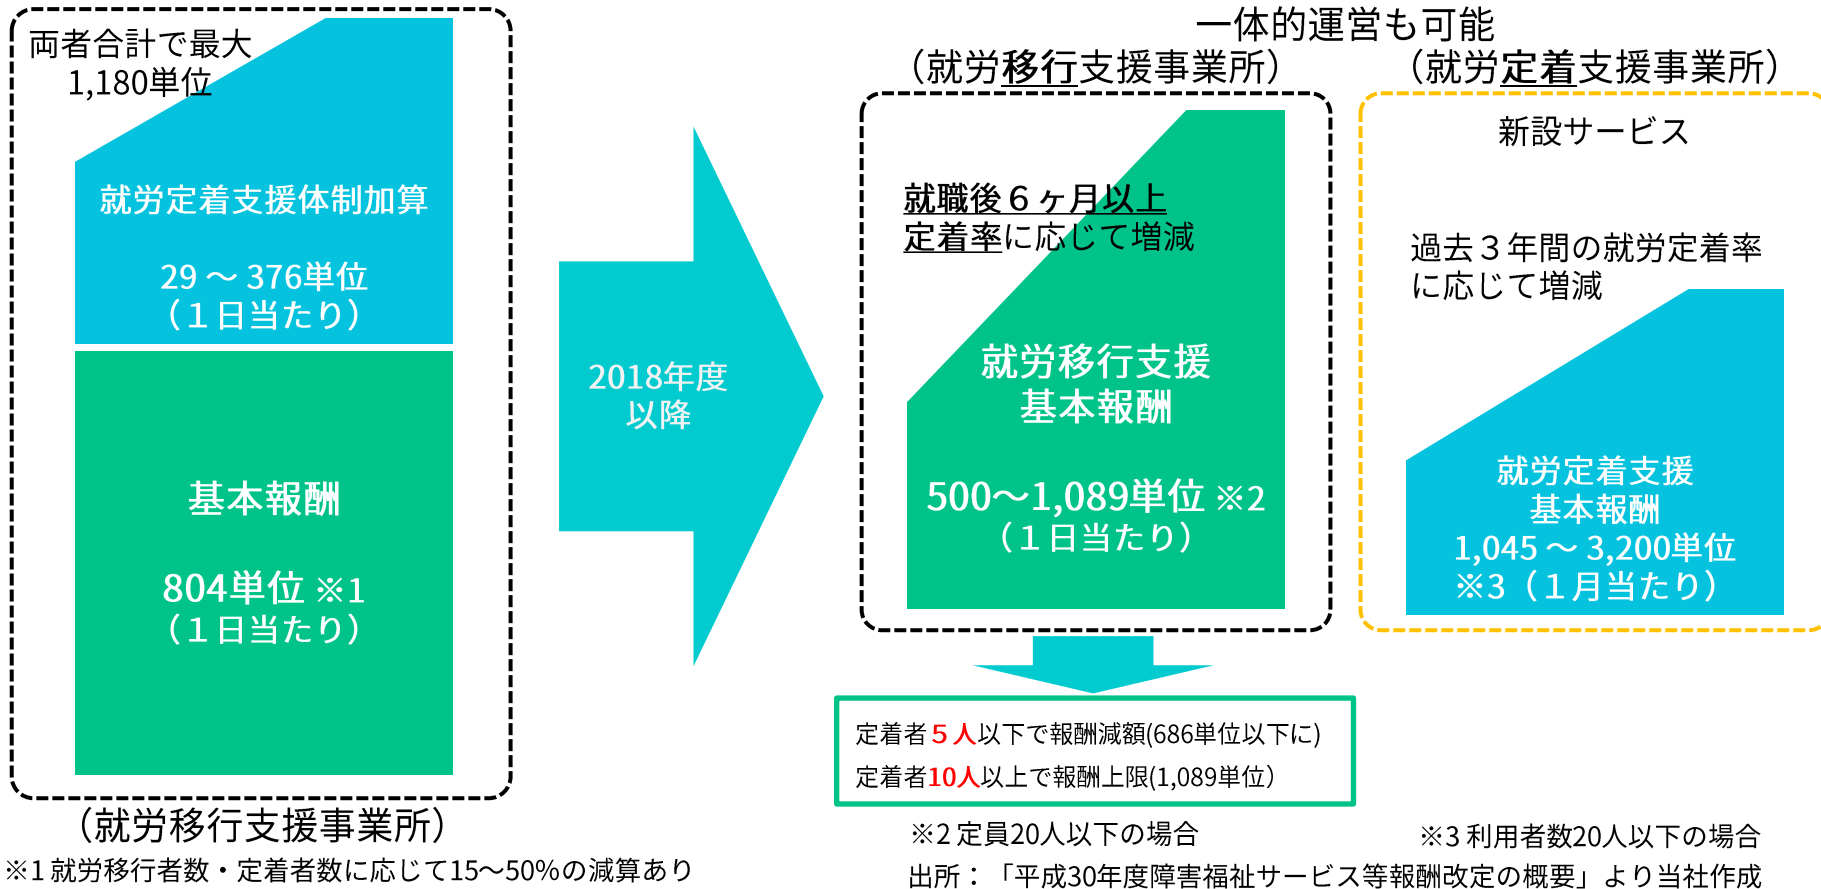 両者合計で最大
1,180単位
就労定着支援体制加算
29 ～ 376単位
（１日当たり）
基本報酬
804単位 ※1
（１日当たり）
（就労移行支援事業所）
※1 就労移行者数・定着者数に応じて15～50%の減算あり
2018年度
以降
一体的運営も可能
（就労移行支援事業所）
就職後６ヶ月以上
定着率に応じて増減
就労移行支援
基本報酬
500～1,089単位 ※2
（１日当たり）
（就労定着支援事業所）
新設サービス
過去３年間の就労定着率
に応じて増減
就労定着支援
基本報酬
1,045 ～ 3,200単位
※3（１月当たり）
定着者５人以下で報酬減額(686単位以下に)
定着者10人以上で報酬上限(1,089単位）
※2 定員20人以下の場合
※3 利用者数20人以下の場合
出所：「平成30年度障害福祉サービス等報酬改定の概要」より当社作成